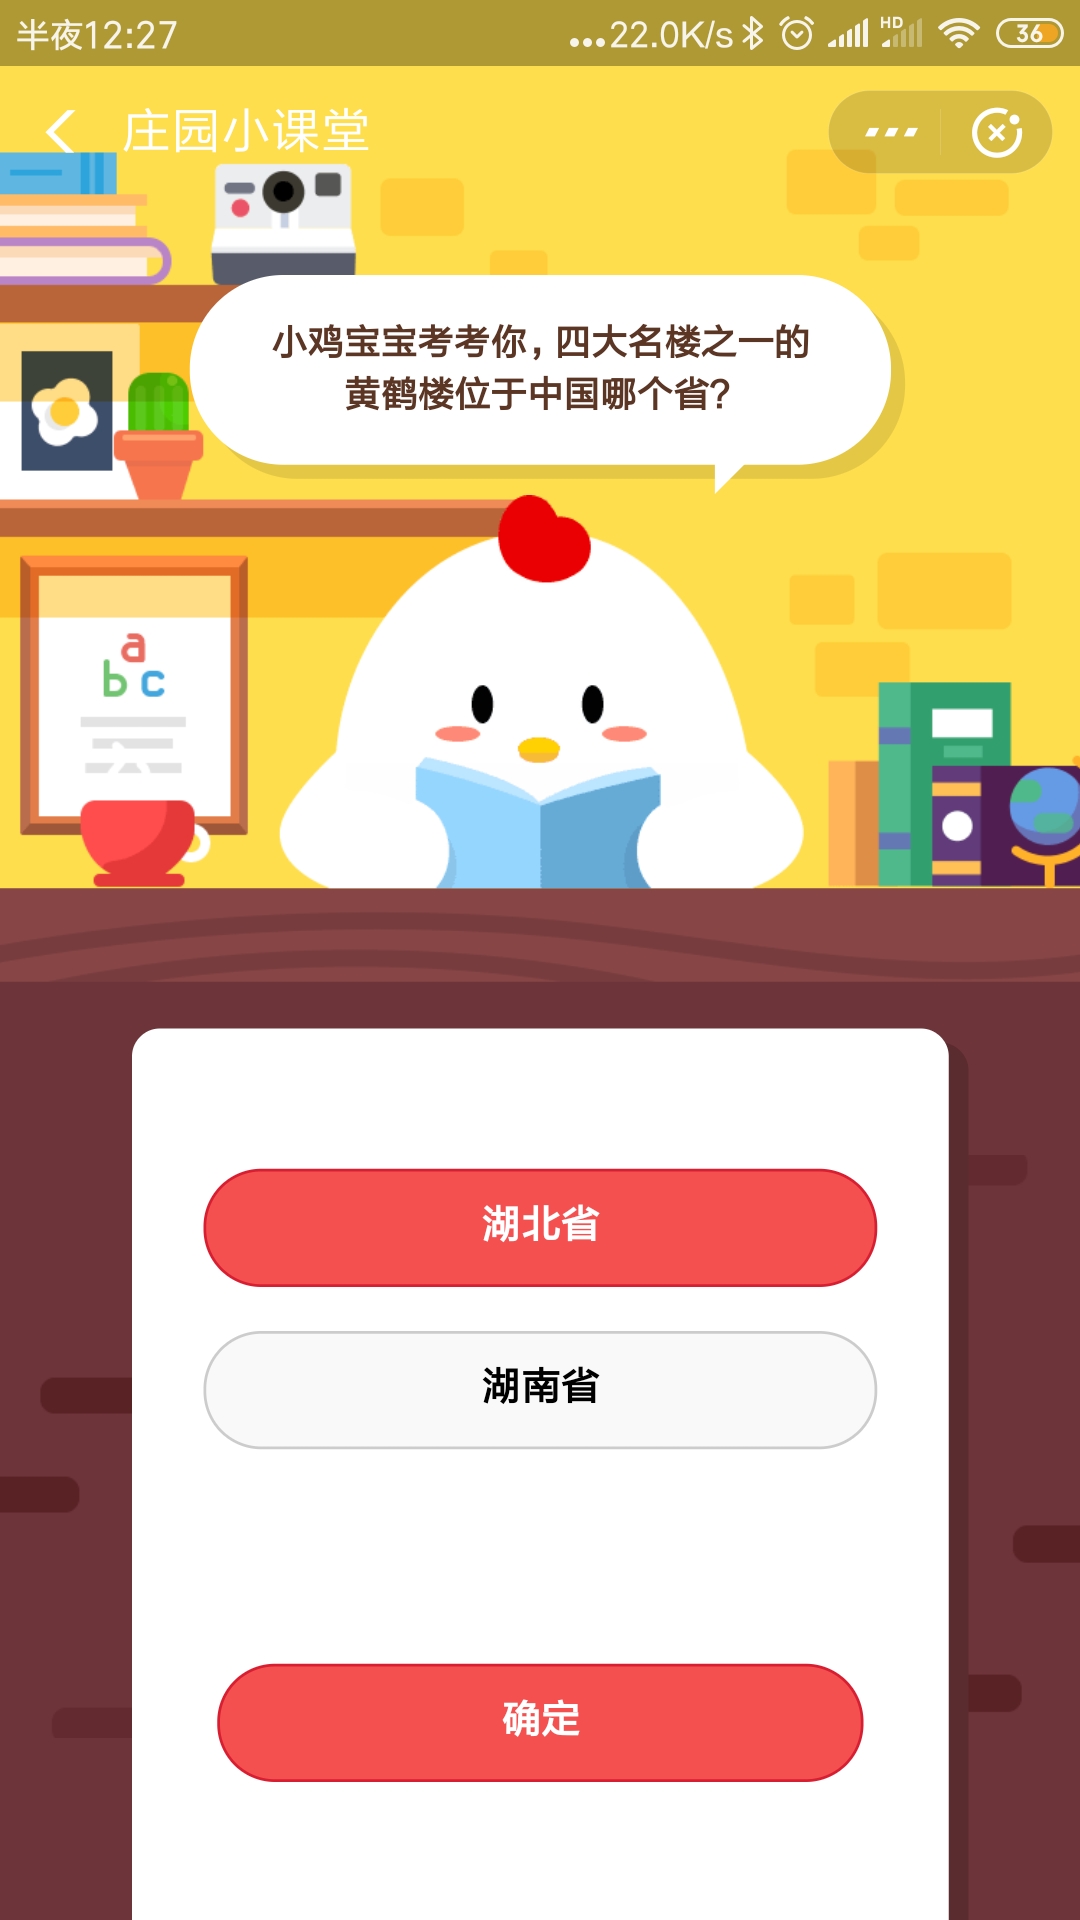 半夜12:27
...22.0K/s HD 36
庄园小课堂
小鸡宝宝考考你,四大名楼之一的
黄鹤楼位于中国哪个省?
a
b c
湖北省
湖南省
确定